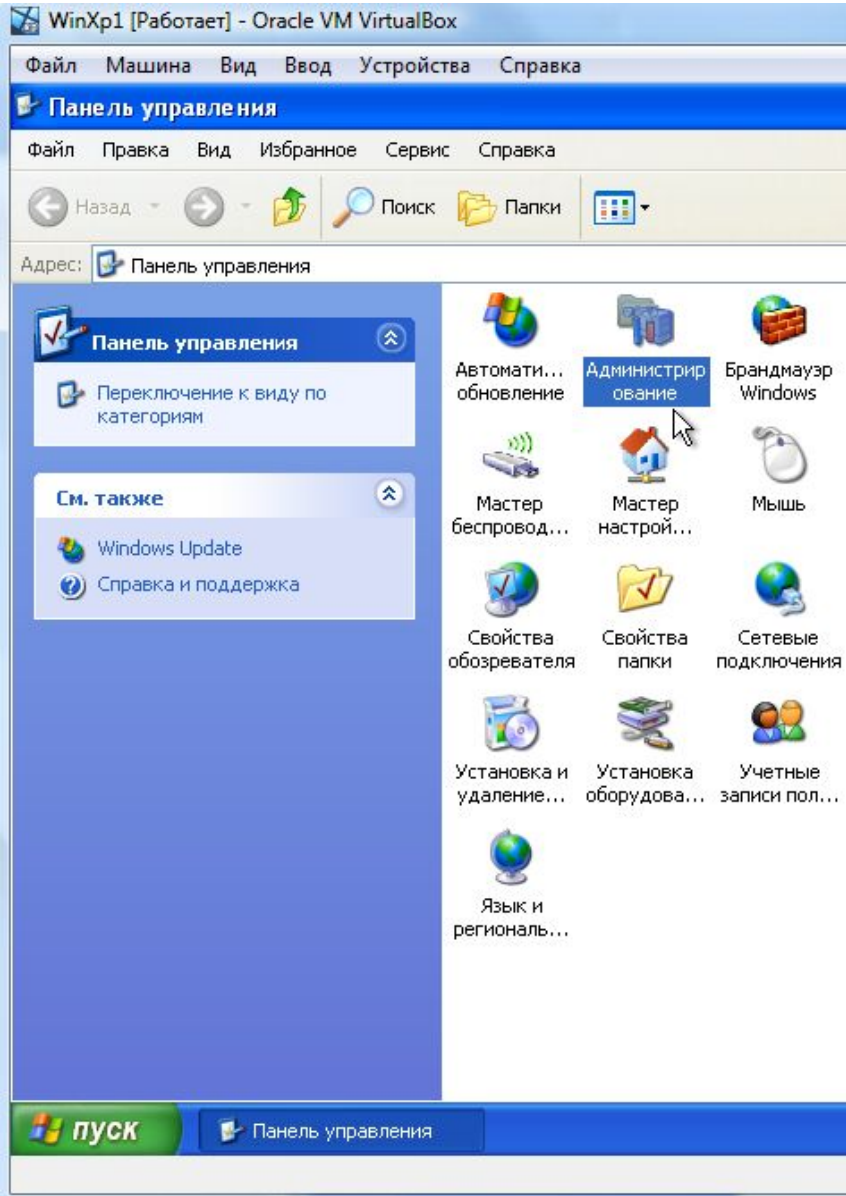 WinXp1 [Работает] - Oracle VM VirtualBox
Файл Машина Вид Ввод Устройства Справка
Панель управления
Файл Правка Вид Избранное Сервис Справка
Назад Поиск Папки
Адрес: Панель управления
Панель управления
Переключение к виду по
категориям
См. также
Windows Update
Справка и поддержка
Автомати...
обновление
Администрир
ование
Брандмауэр
Windows
Мастер
беспровод...
Мастер
настрой...
Мышь
Свойства
обозревателя
Свойства
папки
Сетевые
подключения
Установка и
удаление...
Установка
оборудова...
Учетные
записи пол...
Язык и
региональ...
пуск Панель управления